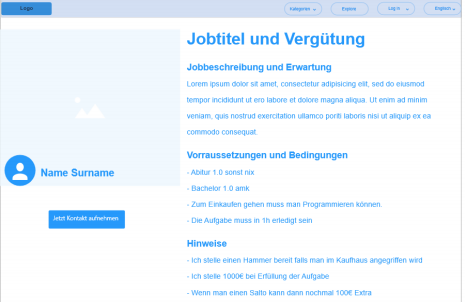 Logo
Kategories
Explore
Log in
Englisch
Jobtitel und Vergütung
Jobbeschreibung und Erwartung
Lorem ipsum dolor sit amet, consectetur adipisicing elit, sed do eiusmod
tempor incididunt ut ero labore et dolore magna aliqua. Ut enim ad minim
veniam, quis nostrud exercitation ullamco poriti laboris nisi ut aliquip ex ea
commodo consequat.
Name Surname
Jetzt Kontakt aufnehmen
Vorraussetzungen und Bedingungen
- Abitur 1.0 sonst nix
- Bachelor 1.0 amk
- Zum Einkaufen gehen muss man Programmieren können
- Die Aufgabe muss in 1h erledigt sein
Hinweise
- Ich stelle einen Hammer bereit falls man im Kaufhaus angegriffen wird
- Ich stelle 1000€ bei Erfüllung der Aufgabe
- Wenn man einen Salto kann dann nochmal 100€ Extra